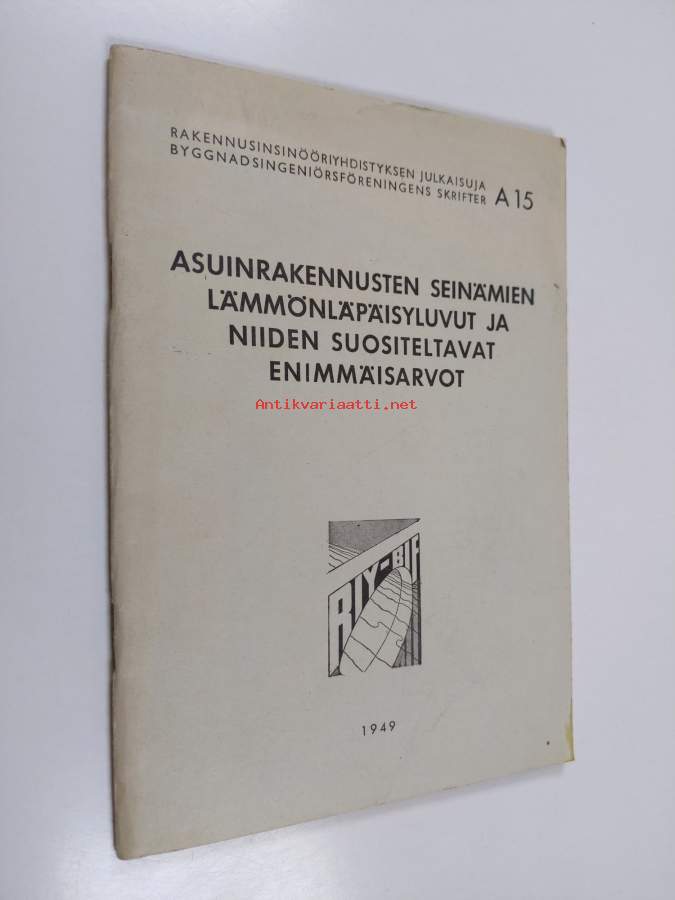 RAKENNUSINSINÖÖRIYHDISTYKSEN JULKAISUJA
BYGGNADSINGENIÖRSFÖRENINGENS SKRIFTER A 15
ASUINRAKENNUSTEN SEINÄMIEN
LÄMMÖNLÄPÄISYLUVUT JA
NIIDEN SUOSITELTAVAT
ENIMMÄISARVOT
Antikvariaatti.net
RIY-BIF
1949